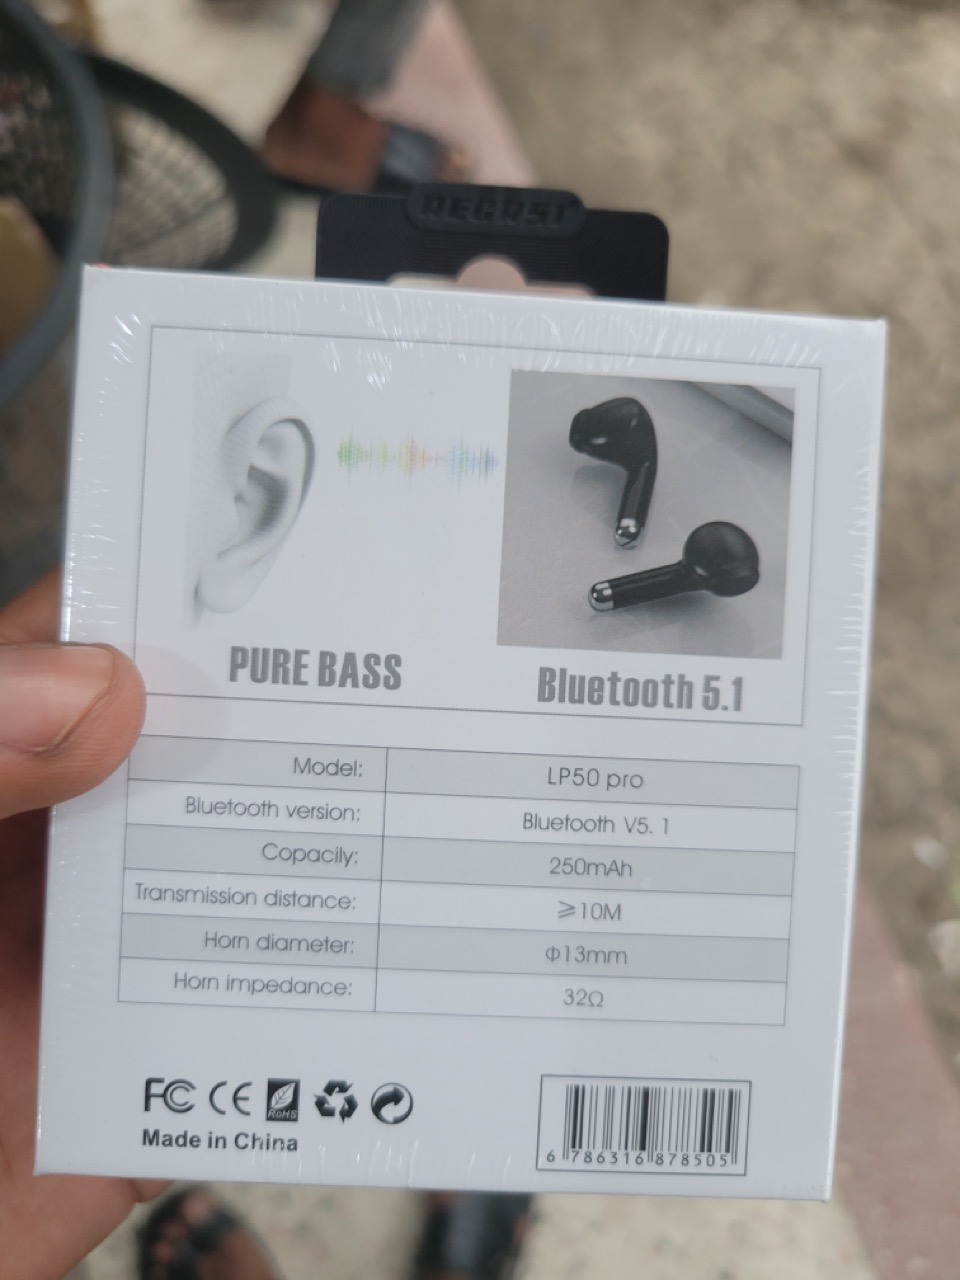 PURE BASS
Bluetooth 5.1
Model: LP50 pro
Bluetooth version: Bluetooth V5. 1
Copacily: 250mAh
Transmission distance: ⩾10M
Horn diameter: Φ13mm
Horn impedance: 32Ω
FC CE RoHS
Made in China
6 786316 878505